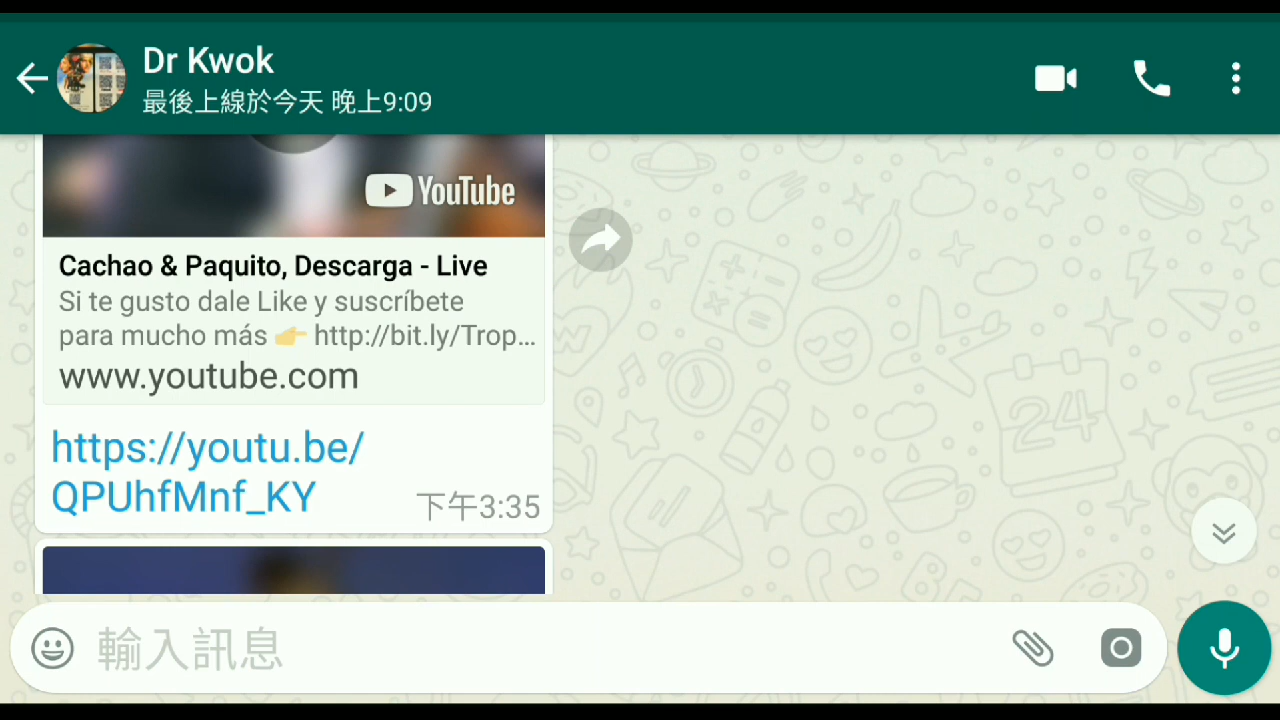 Dr Kwok
最後上線於今天 晚上9:09
YouTube
Cachao & Paquito, Descarga - Live
Si te gusto dale Like y suscríbete
para mucho más 👉 http://bit.ly/Trop...
www.youtube.com
https://youtu.be/
QPUhfMnf_KY
下午3:35
輸入訊息